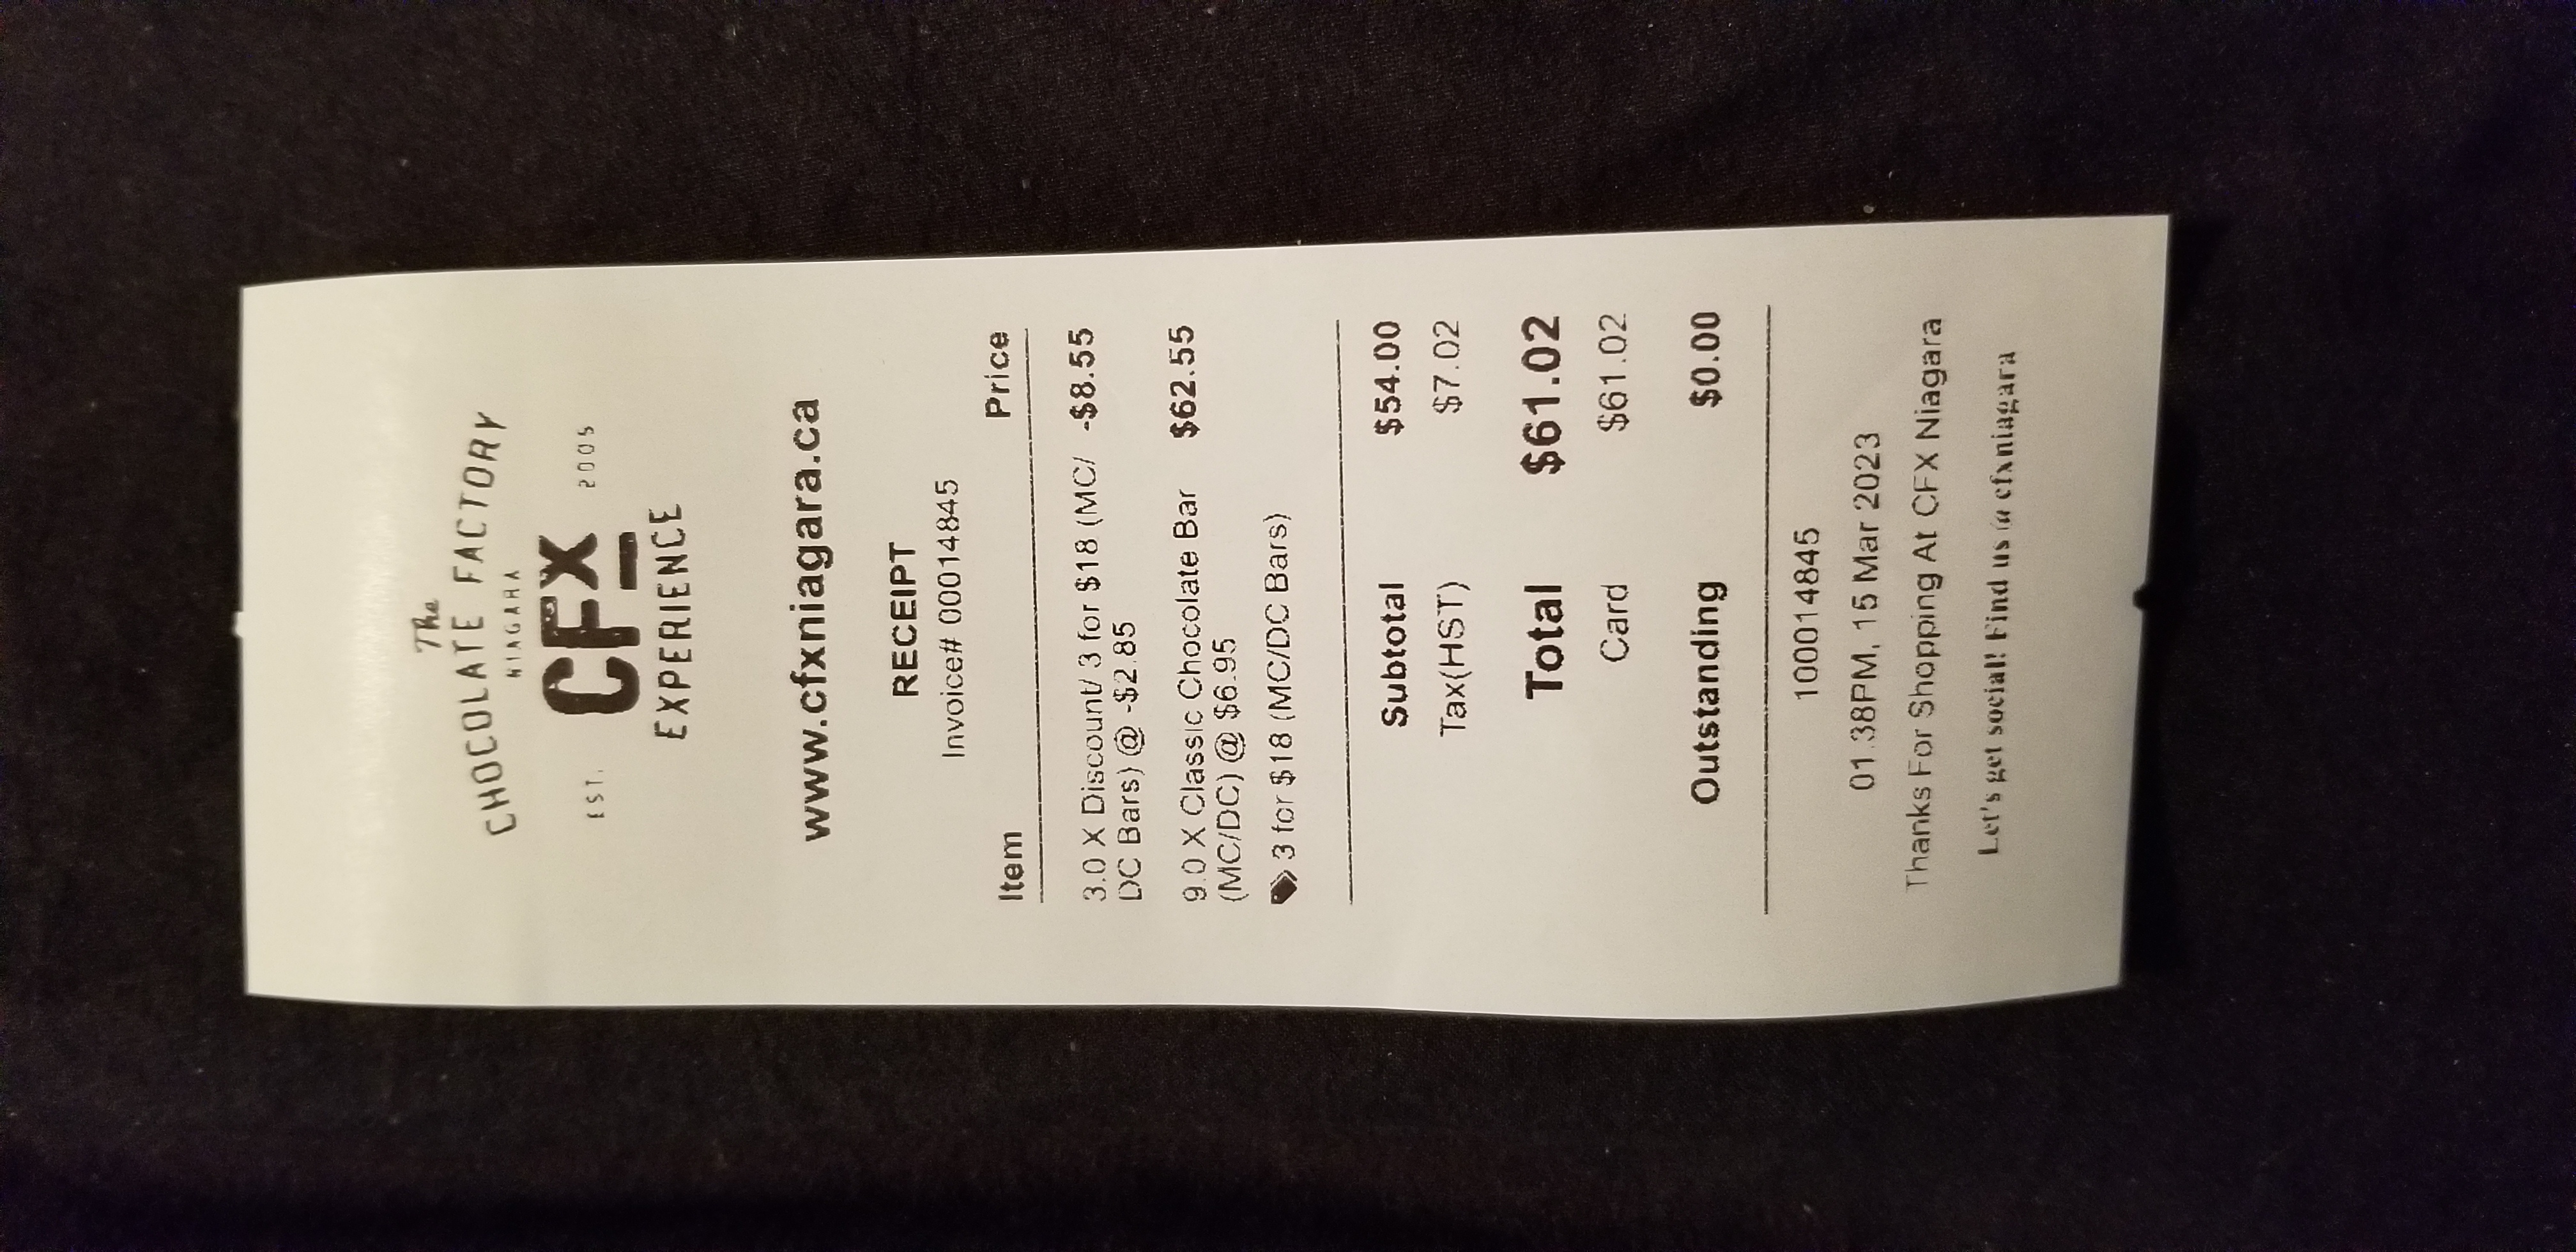 The
CHOCOLATE FACTORY
NIAGARA
EST. CFX 2005
EXPERIENCE
www.cfxniagara.ca
RECEIPT
Invoice# 00014845
Item Price
3.0 X Discount/ 3 for $18 (MC/ -$8.55
DC Bars) @ -$2.85
9.0 X Classic Chocolate Bar $62.55
(MC/DC) @ $6.95
3 for $18 (MC/DC Bars)
Subtotal $54.00
Tax(HST) $7.02
Total $61.02
Card $61.02
Outstanding $0.00
100014845
01:38PM, 15 Mar 2023
Thanks For Shopping At CFX Niagara
Let's get social! Find us @ cfxniagara